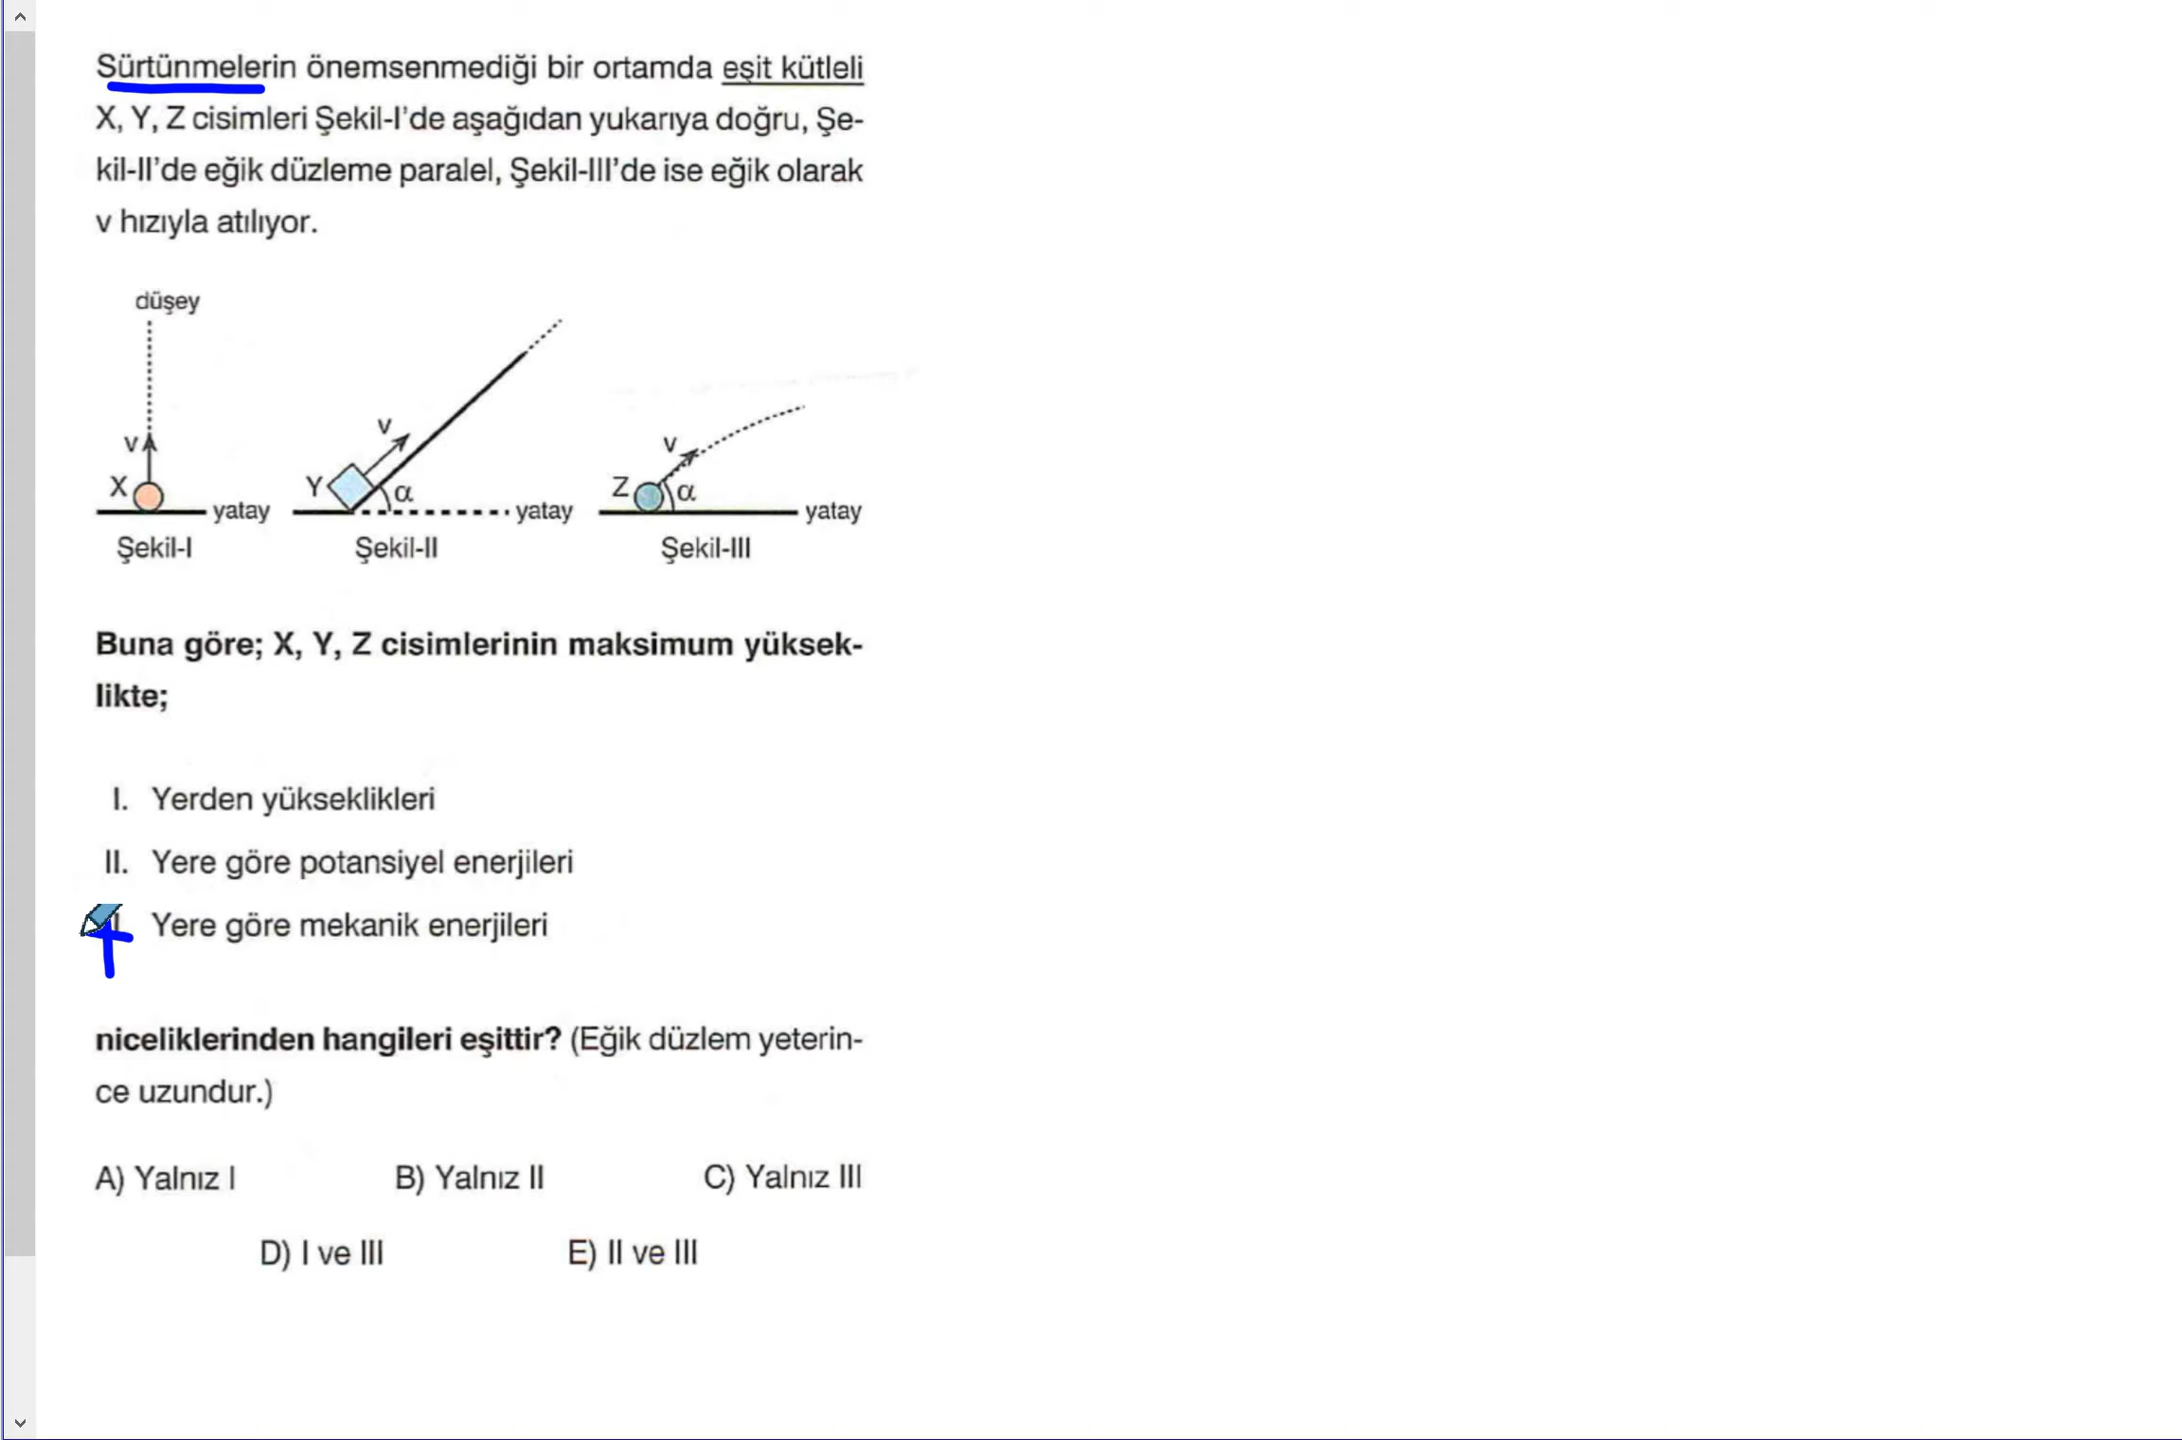 Sürtünmelerin önemsenmediği bir ortamda eşit kütleli
X, Y, Z cisimleri Şekil-I'de aşağıdan yukarıya doğru, Şe-
kil-II'de eğik düzleme paralel, Şekil-III'de ise eğik olarak
v hızıyla atılıyor.
düşey
v
X
yatay
Şekil-I
v
Y
α
yatay
Şekil-II
v
Z
α
yatay
Şekil-III
Buna göre; X, Y, Z cisimlerinin maksimum yüksek-
likte;
I. Yerden yükseklikleri
II. Yere göre potansiyel enerjileri
Yere göre mekanik enerjileri
niceliklerinden hangileri eşittir? (Eğik düzlem yeterin-
ce uzundur.)
A) Yalnız I B) Yalnız II C) Yalnız III
D) I ve III E) II ve III